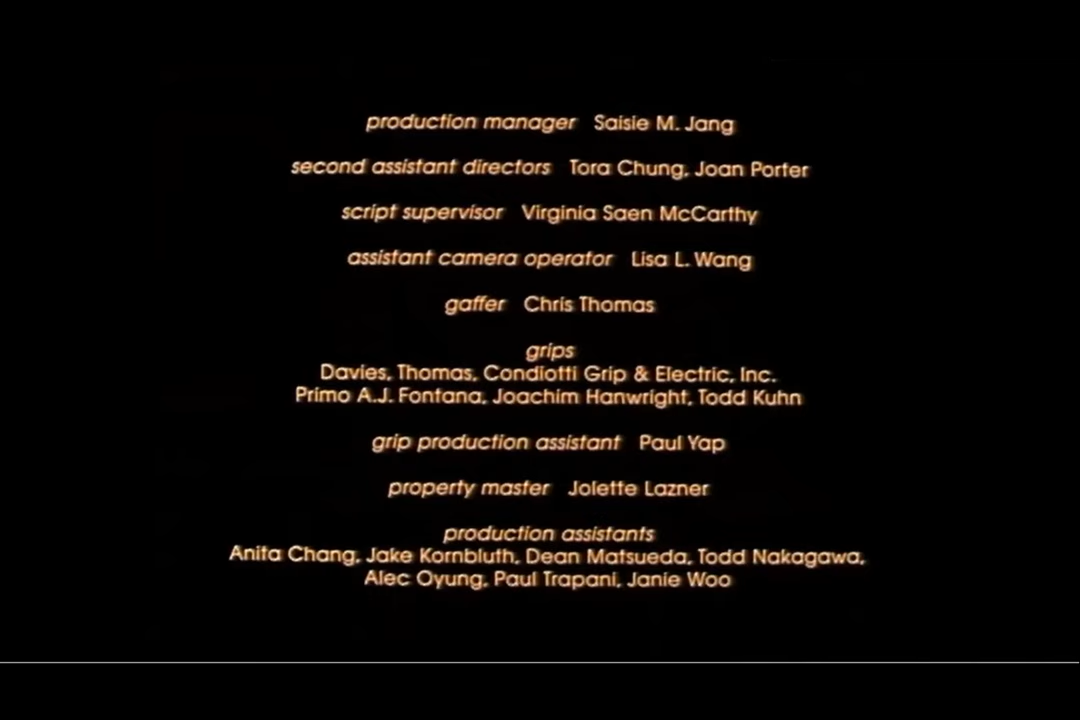 production manager Saisie M. Jang
second assistant directors Tora Chung, Joan Porter
script supervisor Virginia Saen McCarthy
assistant camera operator Lisa L. Wang
gaffer Chris Thomas
grips
Davies, Thomas, Condiotti Grip & Electric, Inc.
Primo A.J. Fontana, Joachim Hanwright, Todd Kuhn
grip production assistant Paul Yap
property master Jolette Lazner
production assistants
Anita Chang, Jake Kornbluth, Dean Matsueda, Todd Nakagawa,
Alec Oyung, Paul Trapani, Janie Woo